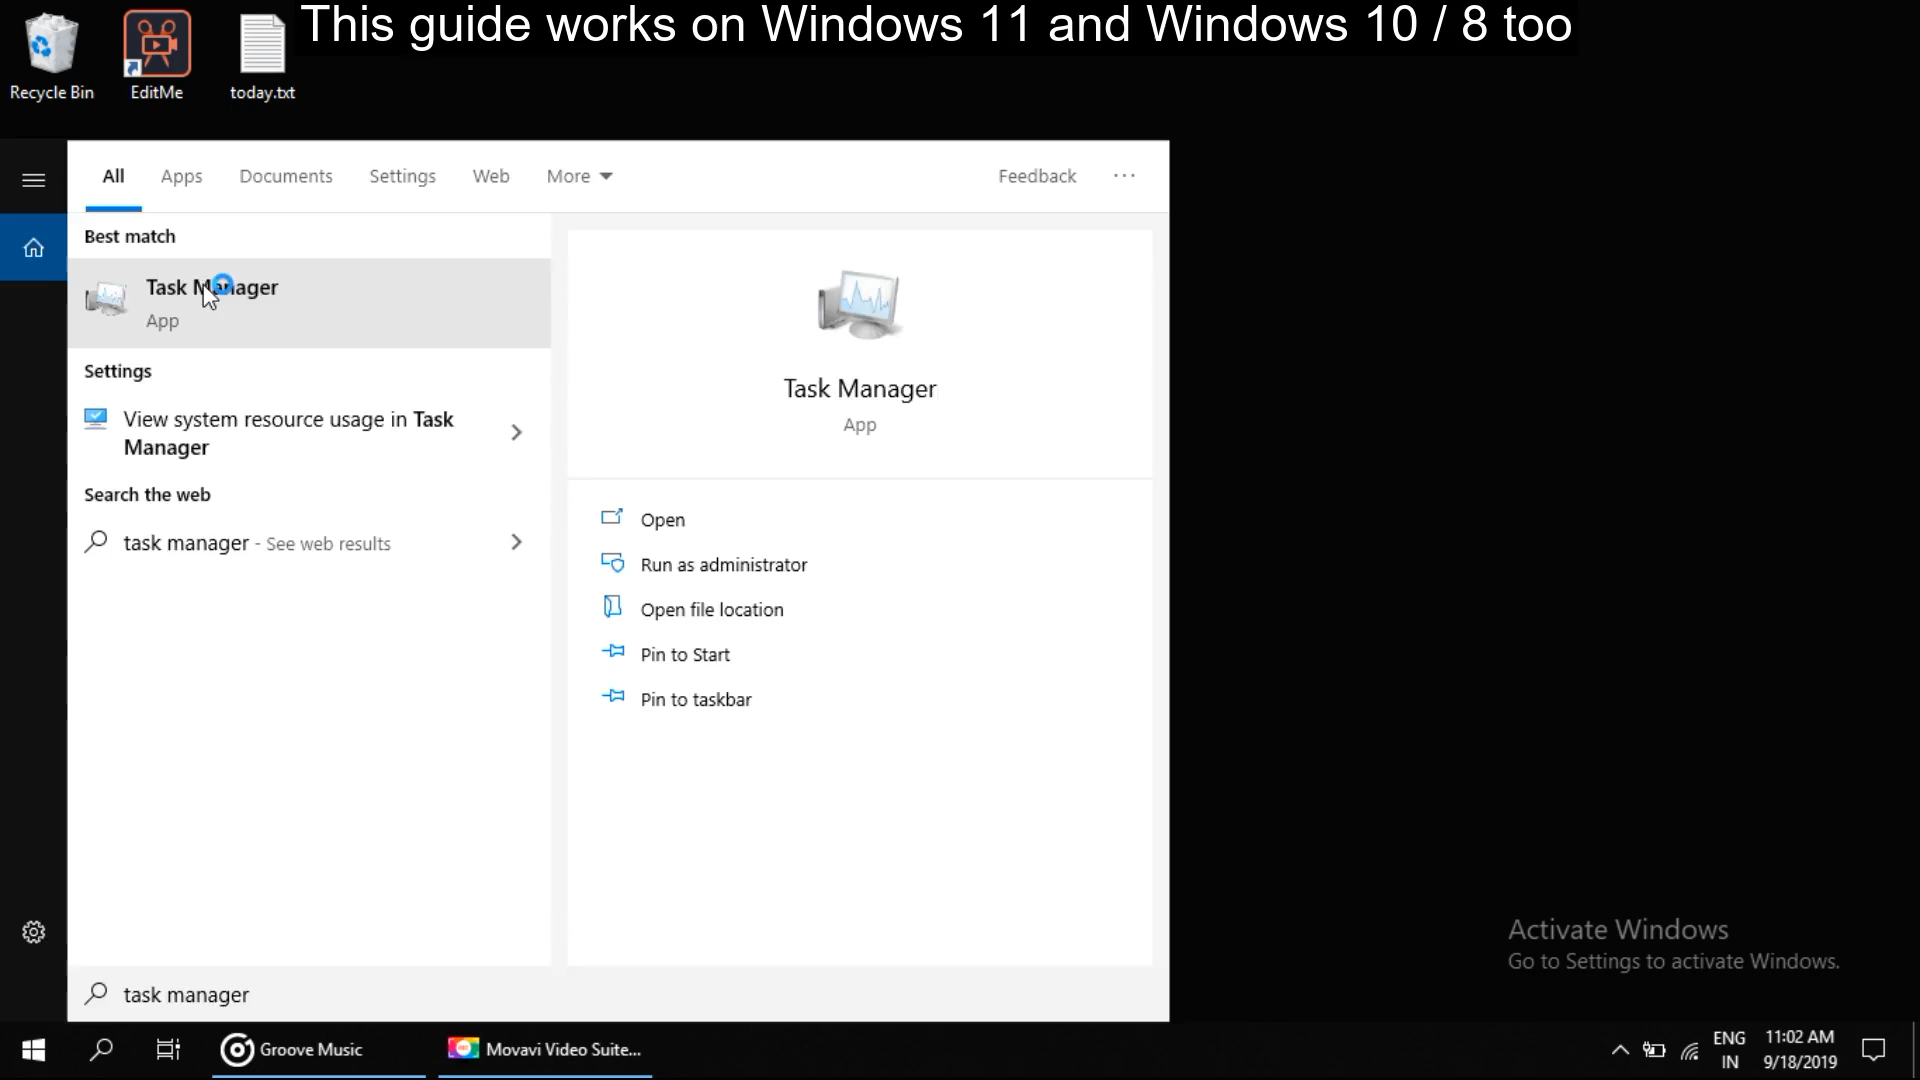 This guide works on Windows 11 and Windows 10 / 8 too
Recycle Bin
EditMe
today.txt
All
Apps
Documents
Settings
Web
More
Feedback
Best match
Task Manager
App
Settings
View system resource usage in Task
Manager
Search the web
task manager - See web results
Task Manager
App
Open
Run as administrator
Open file location
Pin to Start
Pin to taskbar
Activate Windows
Go to Settings to activate Windows.
task manager
Groove Music
Movavi Video Suite...
ENG
IN
11:02 AM
9/18/2019